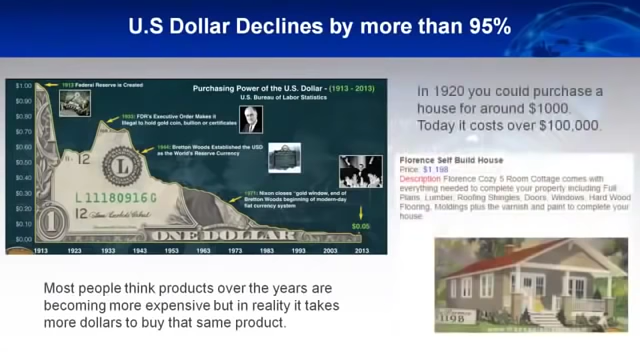 U.S Dollar Declines by more than 95%
Purchasing Power of the U.S. Dollar - (1913 - 2013)
U.S. Bureau of Labor Statistics
$1.00
$0.90
$0.80
$0.70
$0.60
$0.50
$0.40
$0.30
$0.20
$0.10
$0.00
1913 Federal Reserve is Created
FDR's Executive Order Makes it
Illegal to hold gold coin, bullion or certificates
Bretton Woods Established the USD
as the World's Reserve Currency
1971: Nixon closes "gold window, end of
Bretton Woods beginning of modern-day
fiat currency system
12
L
L11180916G
12
1
ONE DOLLAR
$0.05
1913 1923 1933 1943 1953 1963 1973 1983 1993 2003 2013
In 1920 you could purchase a
house for around $1000.
Today it costs over $100,000.
Florence Self Build House
Price: $1,198
Description Florence Cozy 5 Room Cottage comes with
everything needed to complete your property including Full
Plans, Lumber, Roofing Shingles, Doors, Windows, Hard Wood
Flooring, Moldings plus the varnish and paint to complete your
house.
1198
Most people think products over the years are
becoming more expensive but in reality it takes
more dollars to buy that same product.